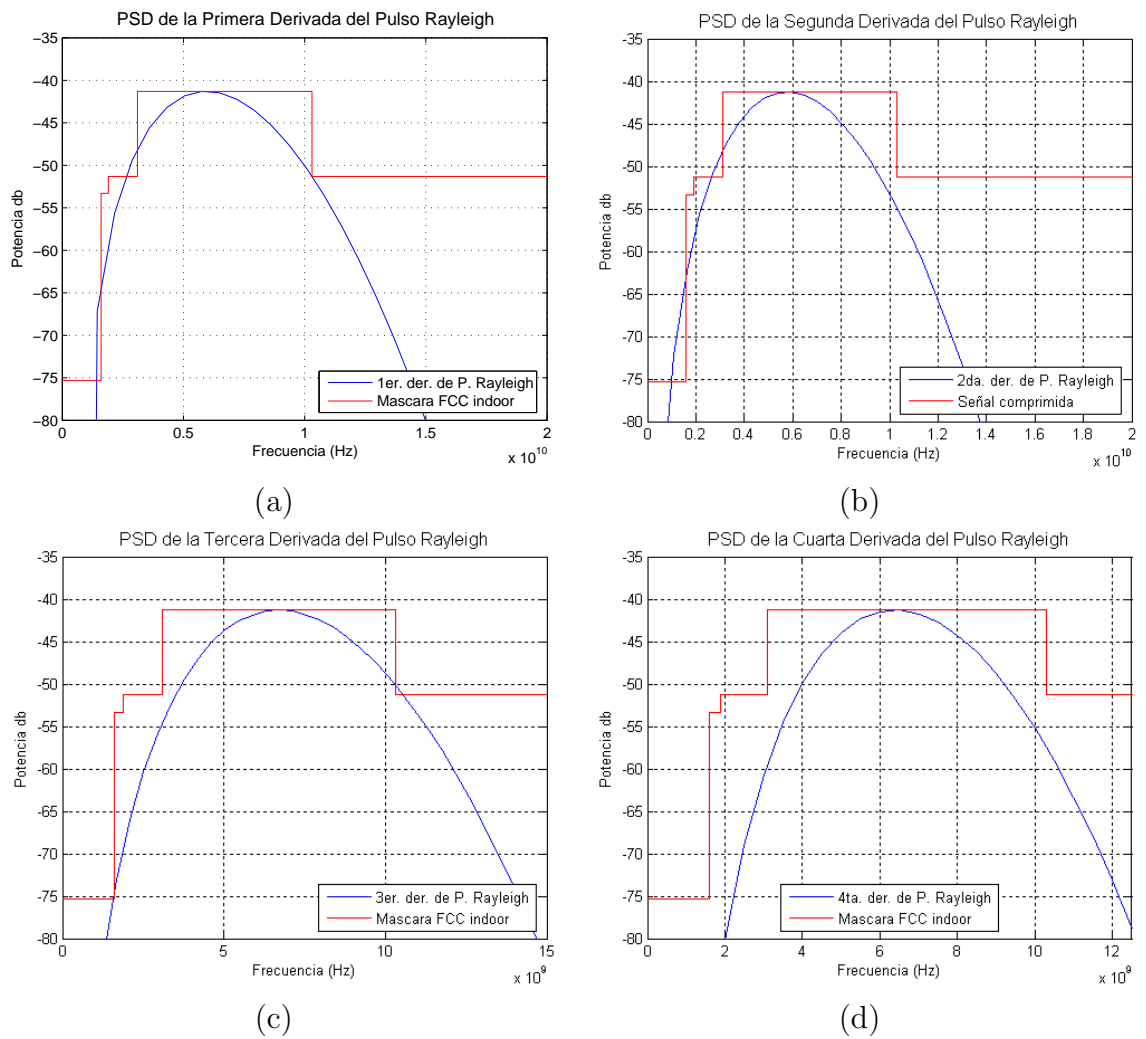 PSD de la Primera Derivada del Pulso Rayleigh
−35
−40
−45
−50
−55
−60
−65
−70
−75
−80
Potencia db
0
0.5
1
1.5
2
x 10^10
Frecuencia (Hz)
1er. der. de P. Rayleigh
Mascara FCC indoor
(a)
PSD de la Segunda Derivada del Pulso Rayleigh
-35
-40
-45
-50
-55
-60
-65
-70
-75
-80
Potencia db
0
0.2
0.4
0.6
0.8
1
1.2
1.4
1.6
1.8
2
x 10^10
Frecuencia (Hz)
2da. der. de P. Rayleigh
Señal comprimida
(b)
PSD de la Tercera Derivada del Pulso Rayleigh
-35
-40
-45
-50
-55
-60
-65
-70
-75
-80
Potencia db
0
5
10
15
x 10^9
Frecuencia (Hz)
3er. der. de P. Rayleigh
Mascara FCC indoor
(c)
PSD de la Cuarta Derivada del Pulso Rayleigh
-35
-40
-45
-50
-55
-60
-65
-70
-75
-80
Potencia db
0
2
4
6
8
10
12
x 10^9
Frecuencia (Hz)
4ta. der. de P. Rayleigh
Mascara FCC indoor
(d)